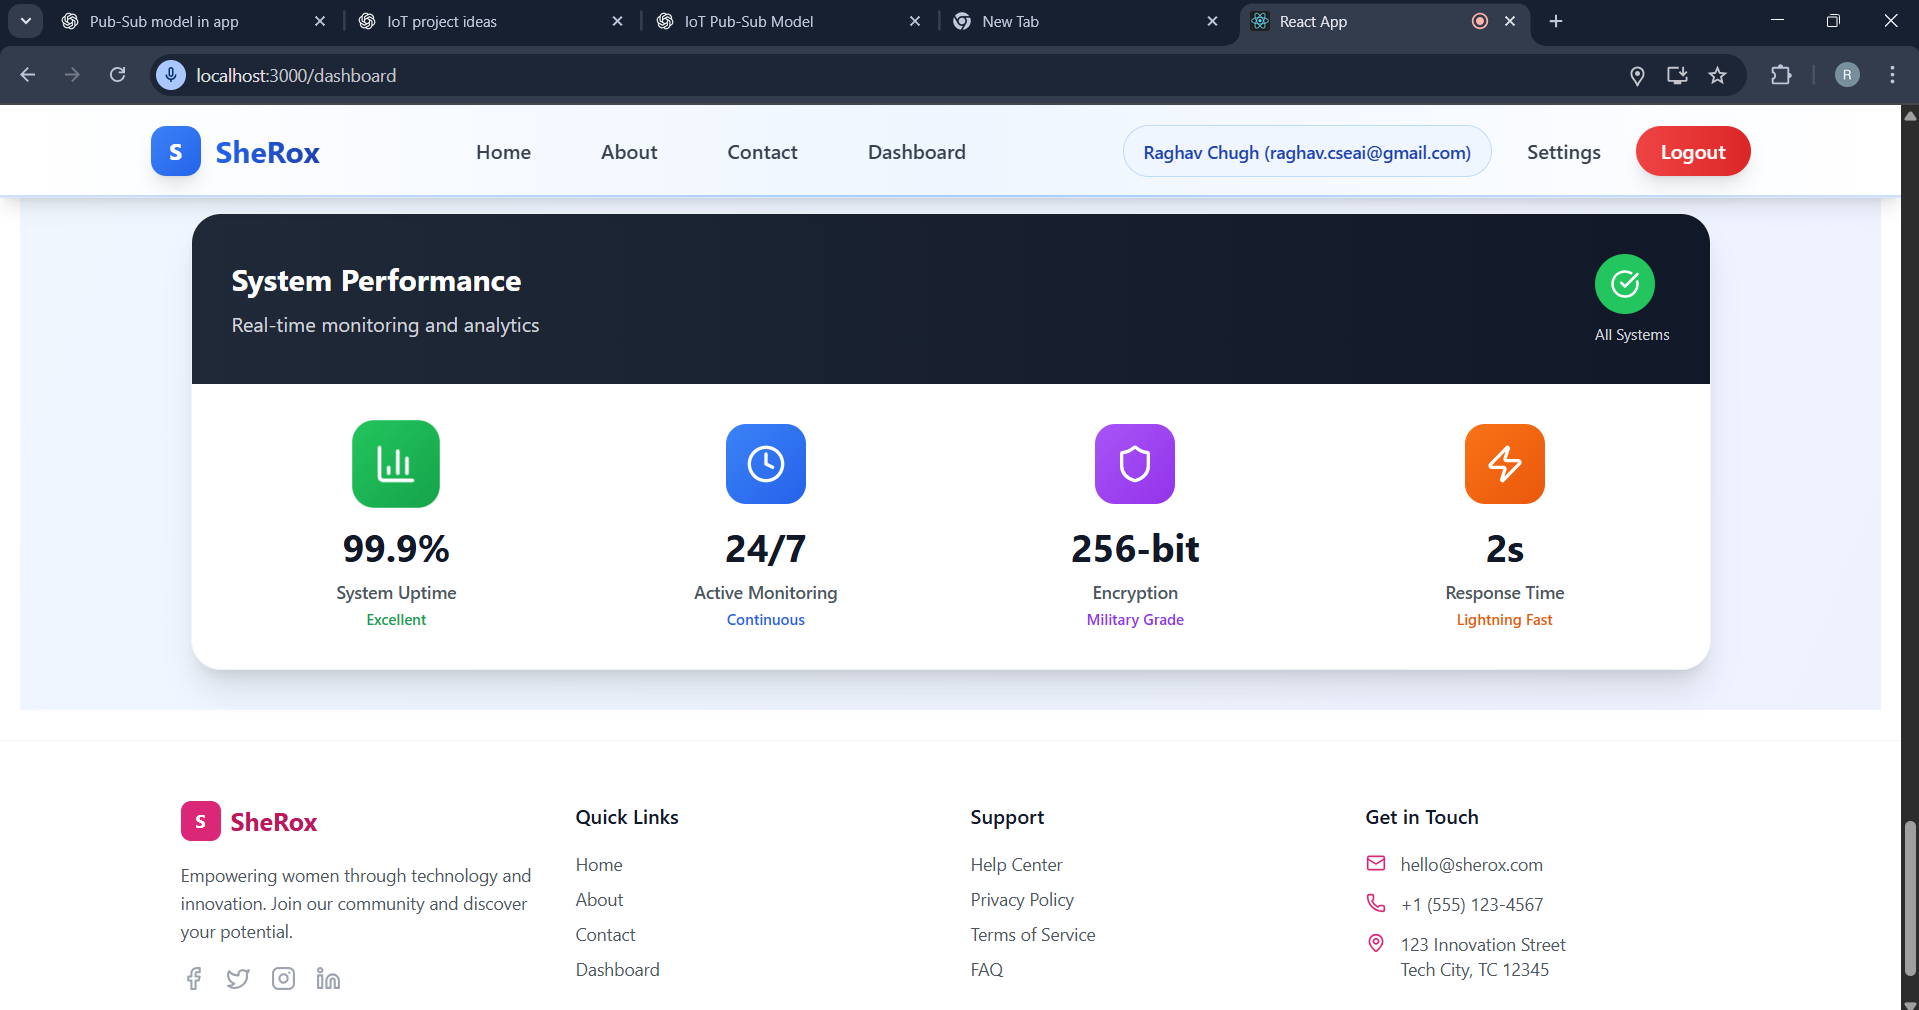 Pub-Sub model in app
IoT project ideas
IoT Pub-Sub Model
New Tab
React App
localhost:3000/dashboard
R
S SheRox
Home
About
Contact
Dashboard
Raghav Chugh (raghav.cseai@gmail.com)
Settings
Logout
System Performance
Real-time monitoring and analytics
All Systems
99.9%
System Uptime
Excellent
24/7
Active Monitoring
Continuous
256-bit
Encryption
Military Grade
2s
Response Time
Lightning Fast
S SheRox
Empowering women through technology and
innovation. Join our community and discover
your potential.
Quick Links
Home
About
Contact
Dashboard
Support
Help Center
Privacy Policy
Terms of Service
FAQ
Get in Touch
hello@sherox.com
+1 (555) 123-4567
123 Innovation Street
Tech City, TC 12345